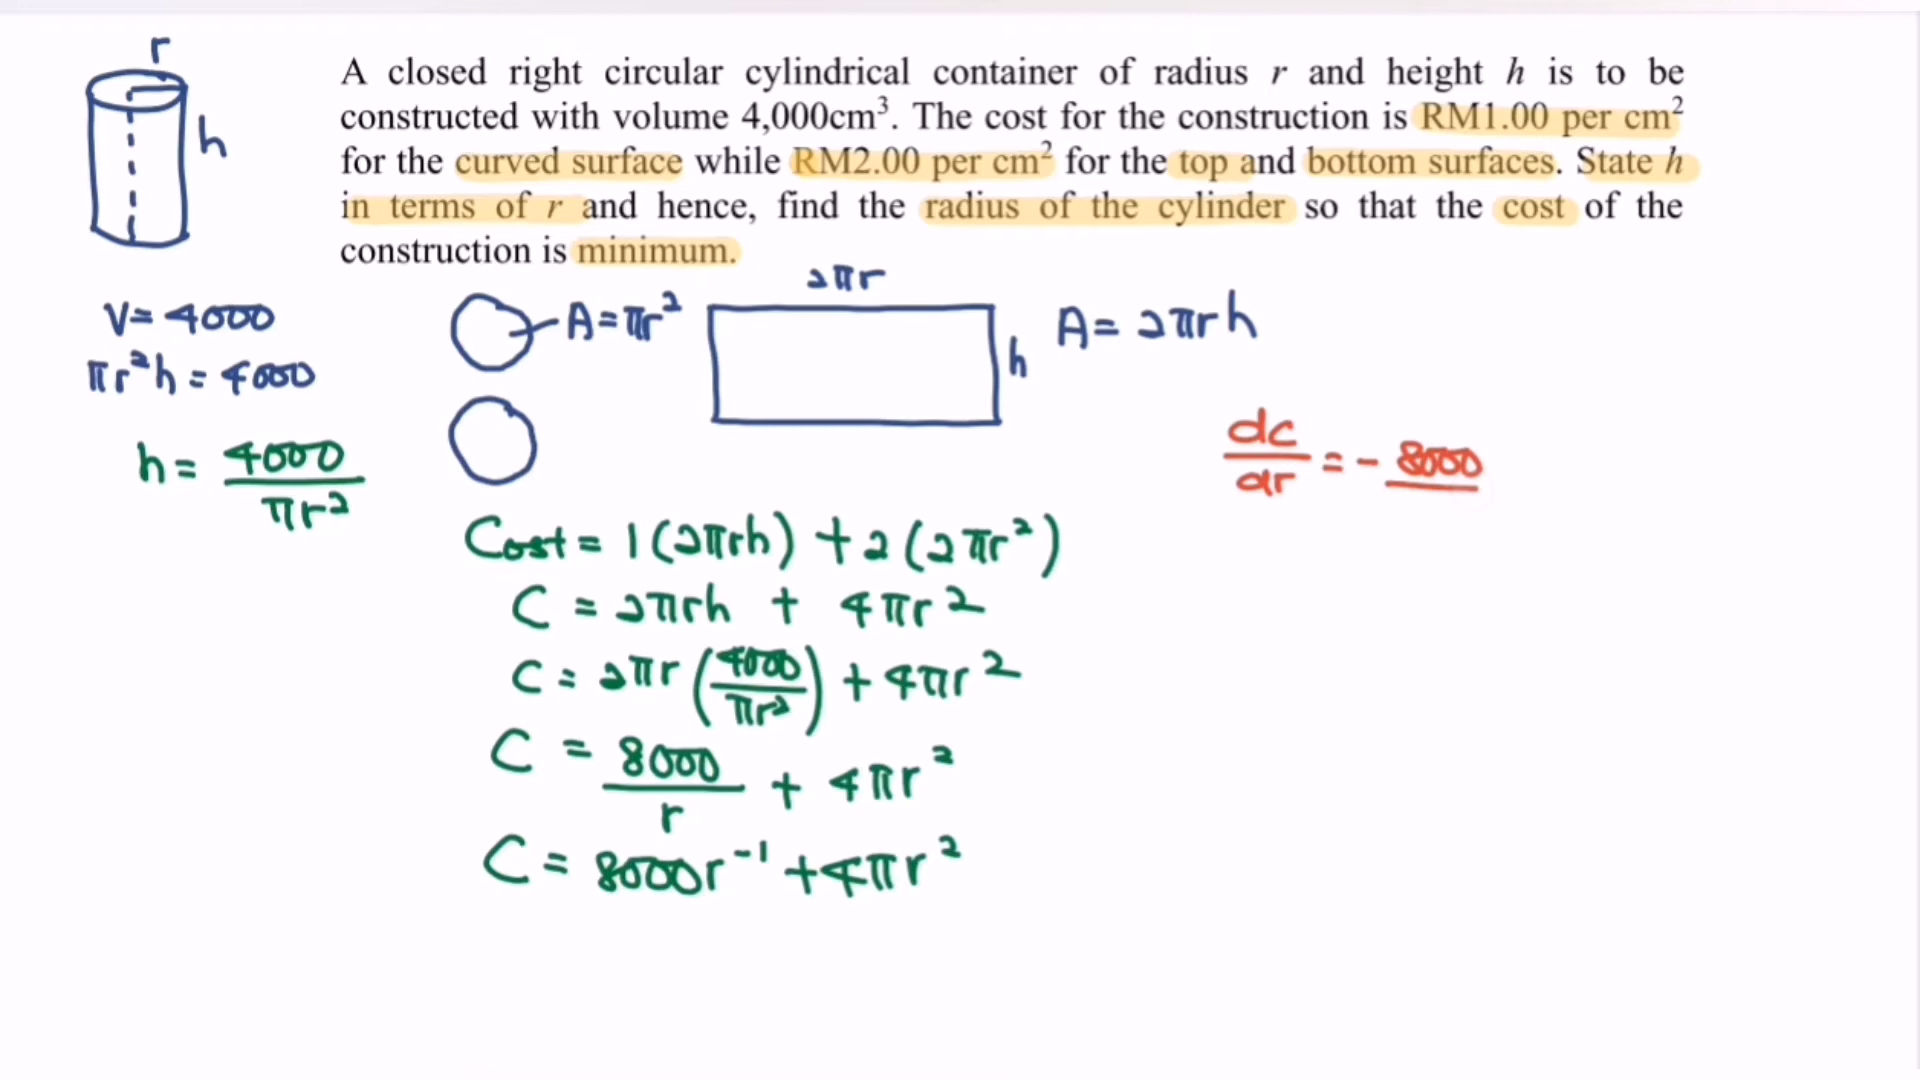 r
h
A closed right circular cylindrical container of radius r and height h is to be
constructed with volume 4,000cm³. The cost for the construction is RM1.00 per cm²
for the curved surface while RM2.00 per cm² for the top and bottom surfaces. State h
in terms of r and hence, find the radius of the cylinder so that the cost of the
construction is minimum.
V = 4000
πr²h = 4000
h = 4000/πr²
A = πr²
2πr
h
A = 2πrh
Cost = 1(2πrh) + 2(2πr²)
C = 2πrh + 4πr²
C = 2πr(4000/πr²) + 4πr²
C = 8000/r + 4πr²
C = 8000r⁻¹ + 4πr²
dc/dr = - 8000